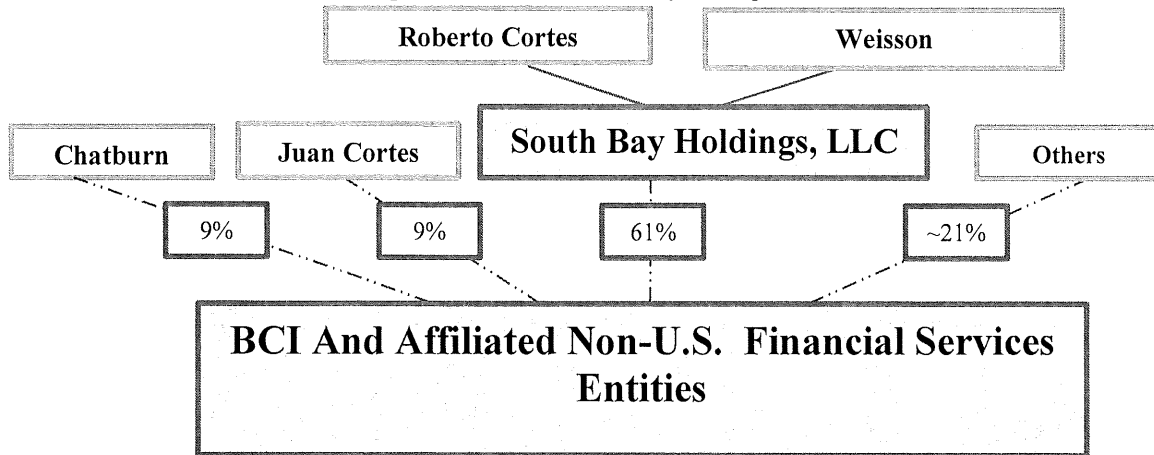 Roberto Cortes
Weisson
South Bay Holdings, LLC
Chatburn
Juan Cortes
Others
9%
9%
61%
~21%
BCI And Affiliated Non-U.S. Financial Services
Entities